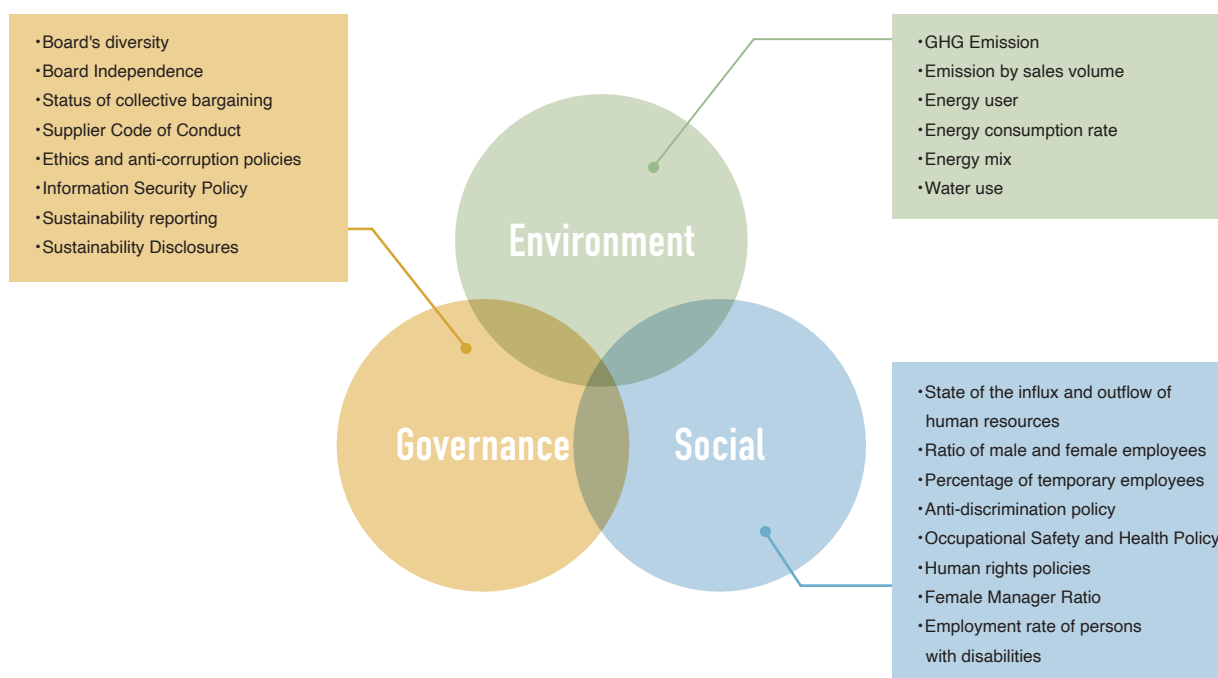 ·Board's diversity
·Board Independence
·Status of collective bargaining
·Supplier Code of Conduct
·Ethics and anti-corruption policies
·Information Security Policy
·Sustainability reporting
·Sustainability Disclosures
·GHG Emission
·Emission by sales volume
·Energy user
·Energy consumption rate
·Energy mix
·Water use
Environment
Governance
Social
·State of the influx and outflow of
human resources
·Ratio of male and female employees
·Percentage of temporary employees
·Anti-discrimination policy
·Occupational Safety and Health Policy
·Human rights policies
·Female Manager Ratio
·Employment rate of persons
with disabilities